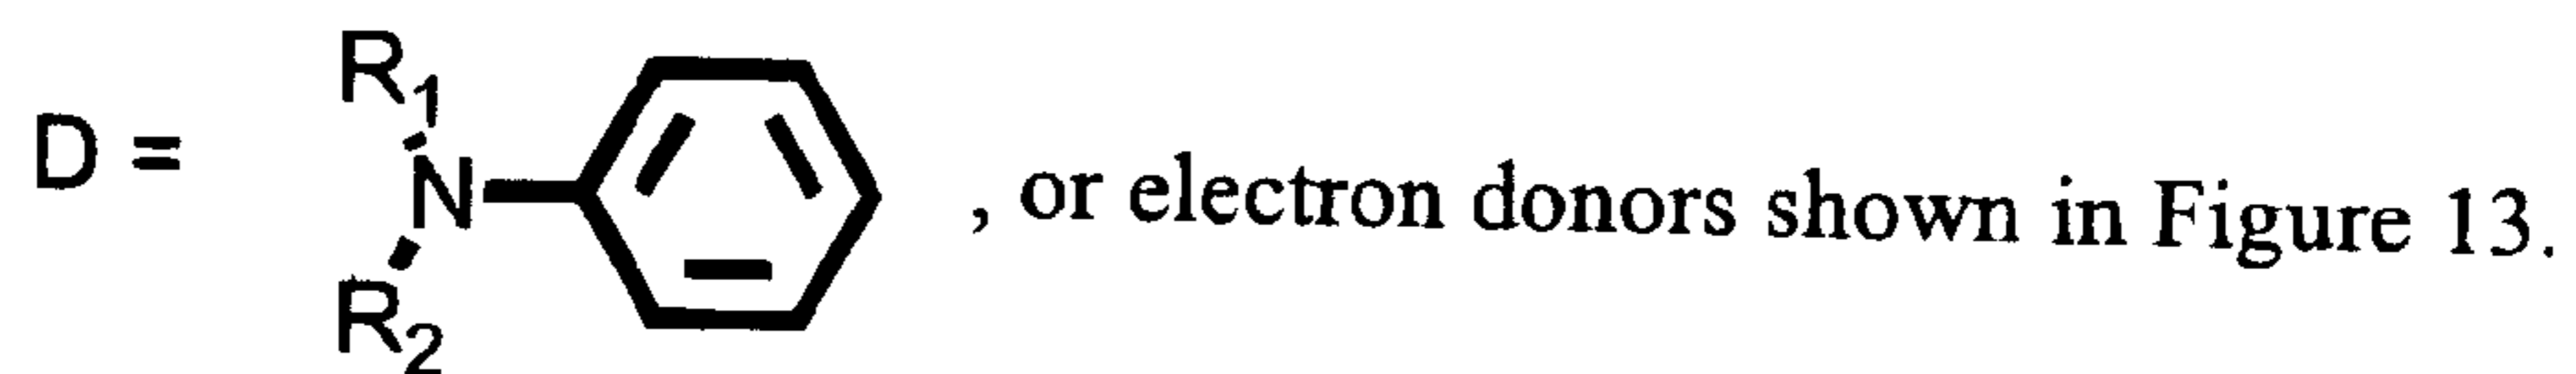 R1
D = N , or electron donors shown in Figure 13.
R2